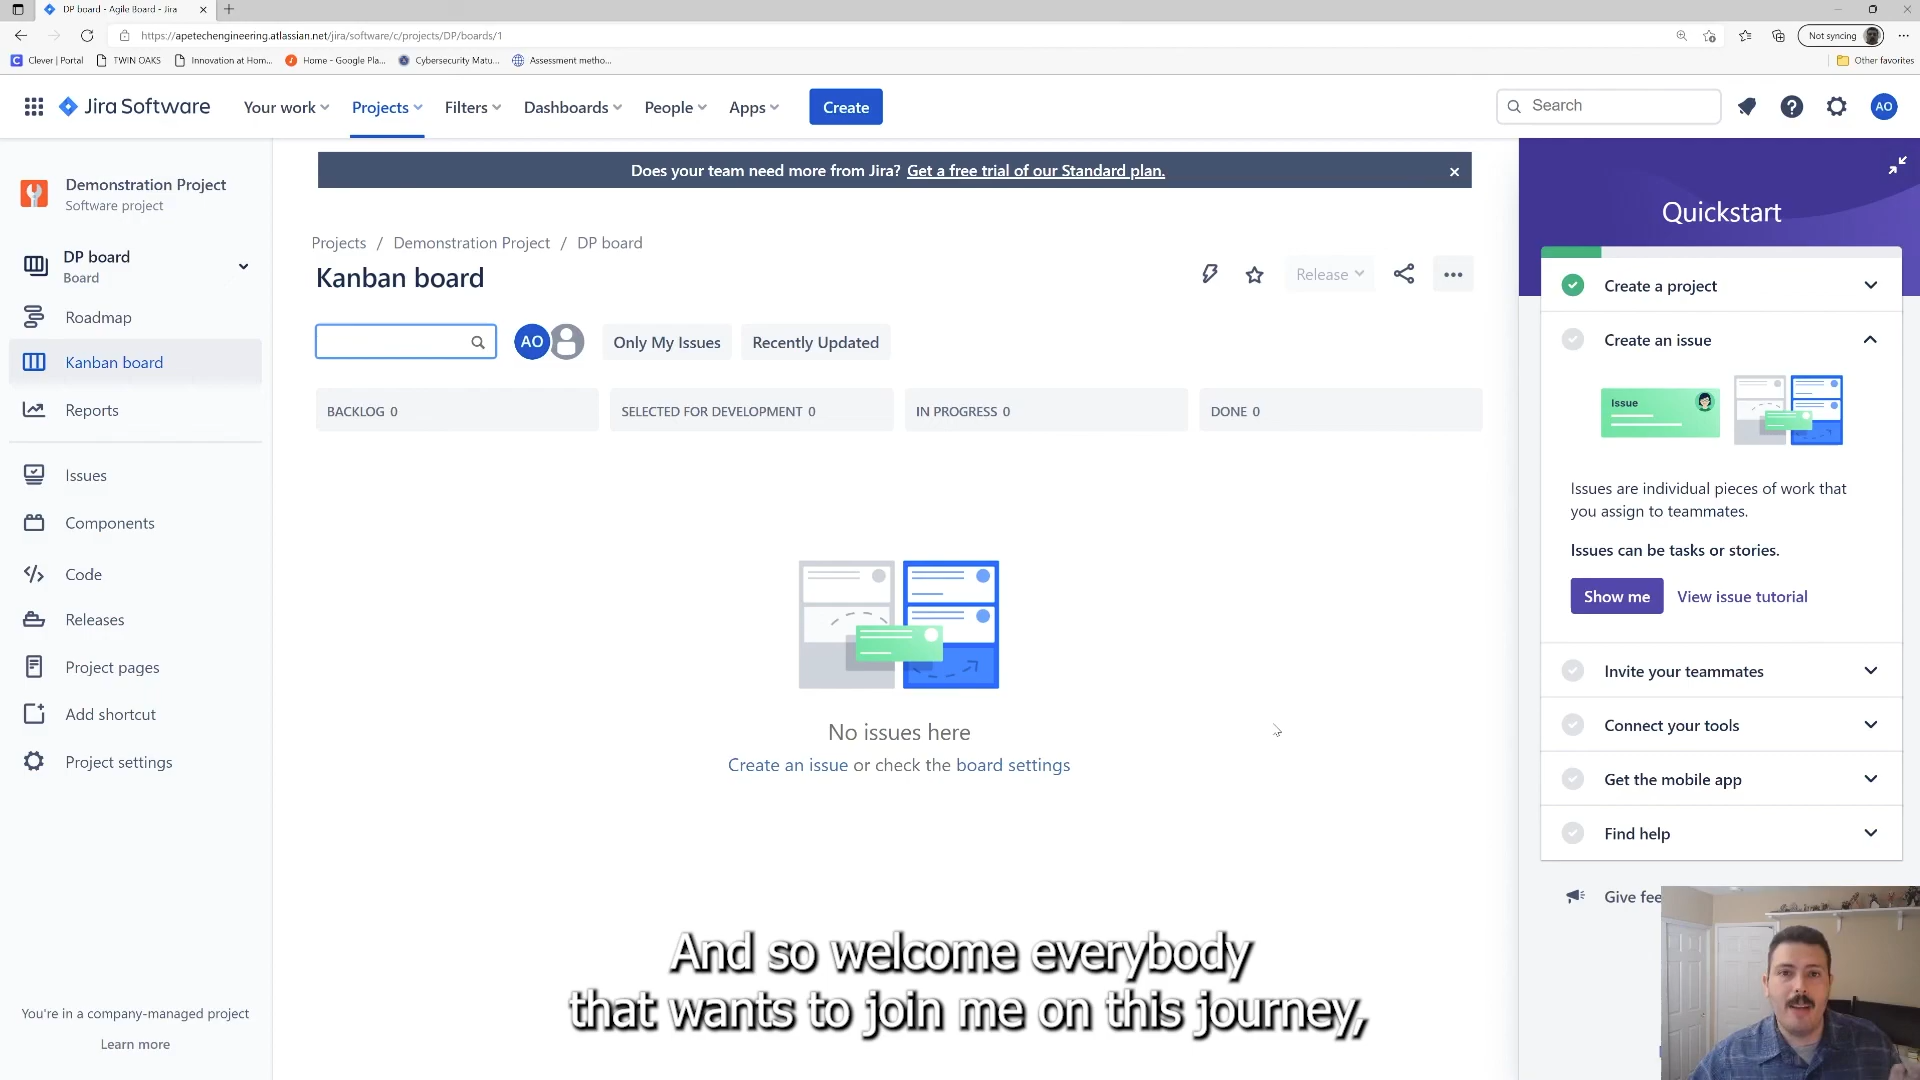 DP board - Agile Board - Jira
https://apetechengineering.atlassian.net/jira/software/c/projects/DP/boards/1
Not syncing
Clever | Portal
TWIN OAKS
Innovation at Hom...
Home - Google Pla...
Cybersecurity Matu...
Assessment metho...
Other favorites
Jira Software
Your work
Projects
Filters
Dashboards
People
Apps
Create
Search
AO
Demonstration Project
Software project
DP board
Board
Roadmap
Kanban board
Reports
Issues
Components
Code
Releases
Project pages
Add shortcut
Project settings
You're in a company-managed project
Learn more
Does your team need more from Jira? Get a free trial of our Standard plan.
Projects / Demonstration Project / DP board
Kanban board
Release
AO
Only My Issues
Recently Updated
BACKLOG 0
SELECTED FOR DEVELOPMENT 0
IN PROGRESS 0
DONE 0
No issues here
Create an issue or check the board settings
Quickstart
Create a project
Create an issue
Issue
Issues are individual pieces of work that
you assign to teammates.
Issues can be tasks or stories.
Show me
View issue tutorial
Invite your teammates
Connect your tools
Get the mobile app
Find help
Give fee
And so welcome everybody
that wants to join me on this journey,